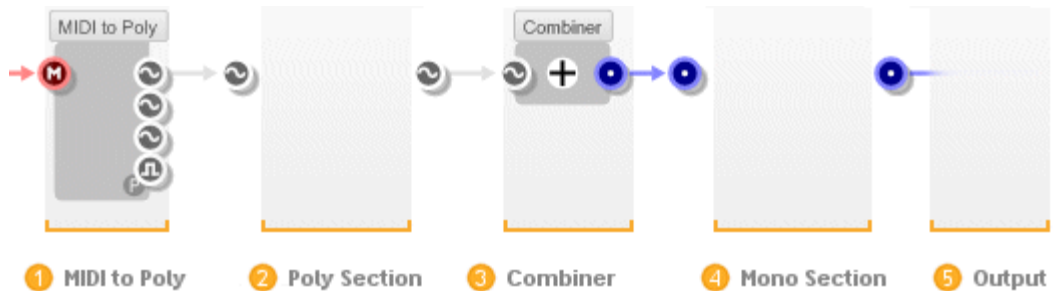 MIDI to Poly
Combiner
M
P
1 MIDI to Poly
2 Poly Section
3 Combiner
4 Mono Section
5 Output